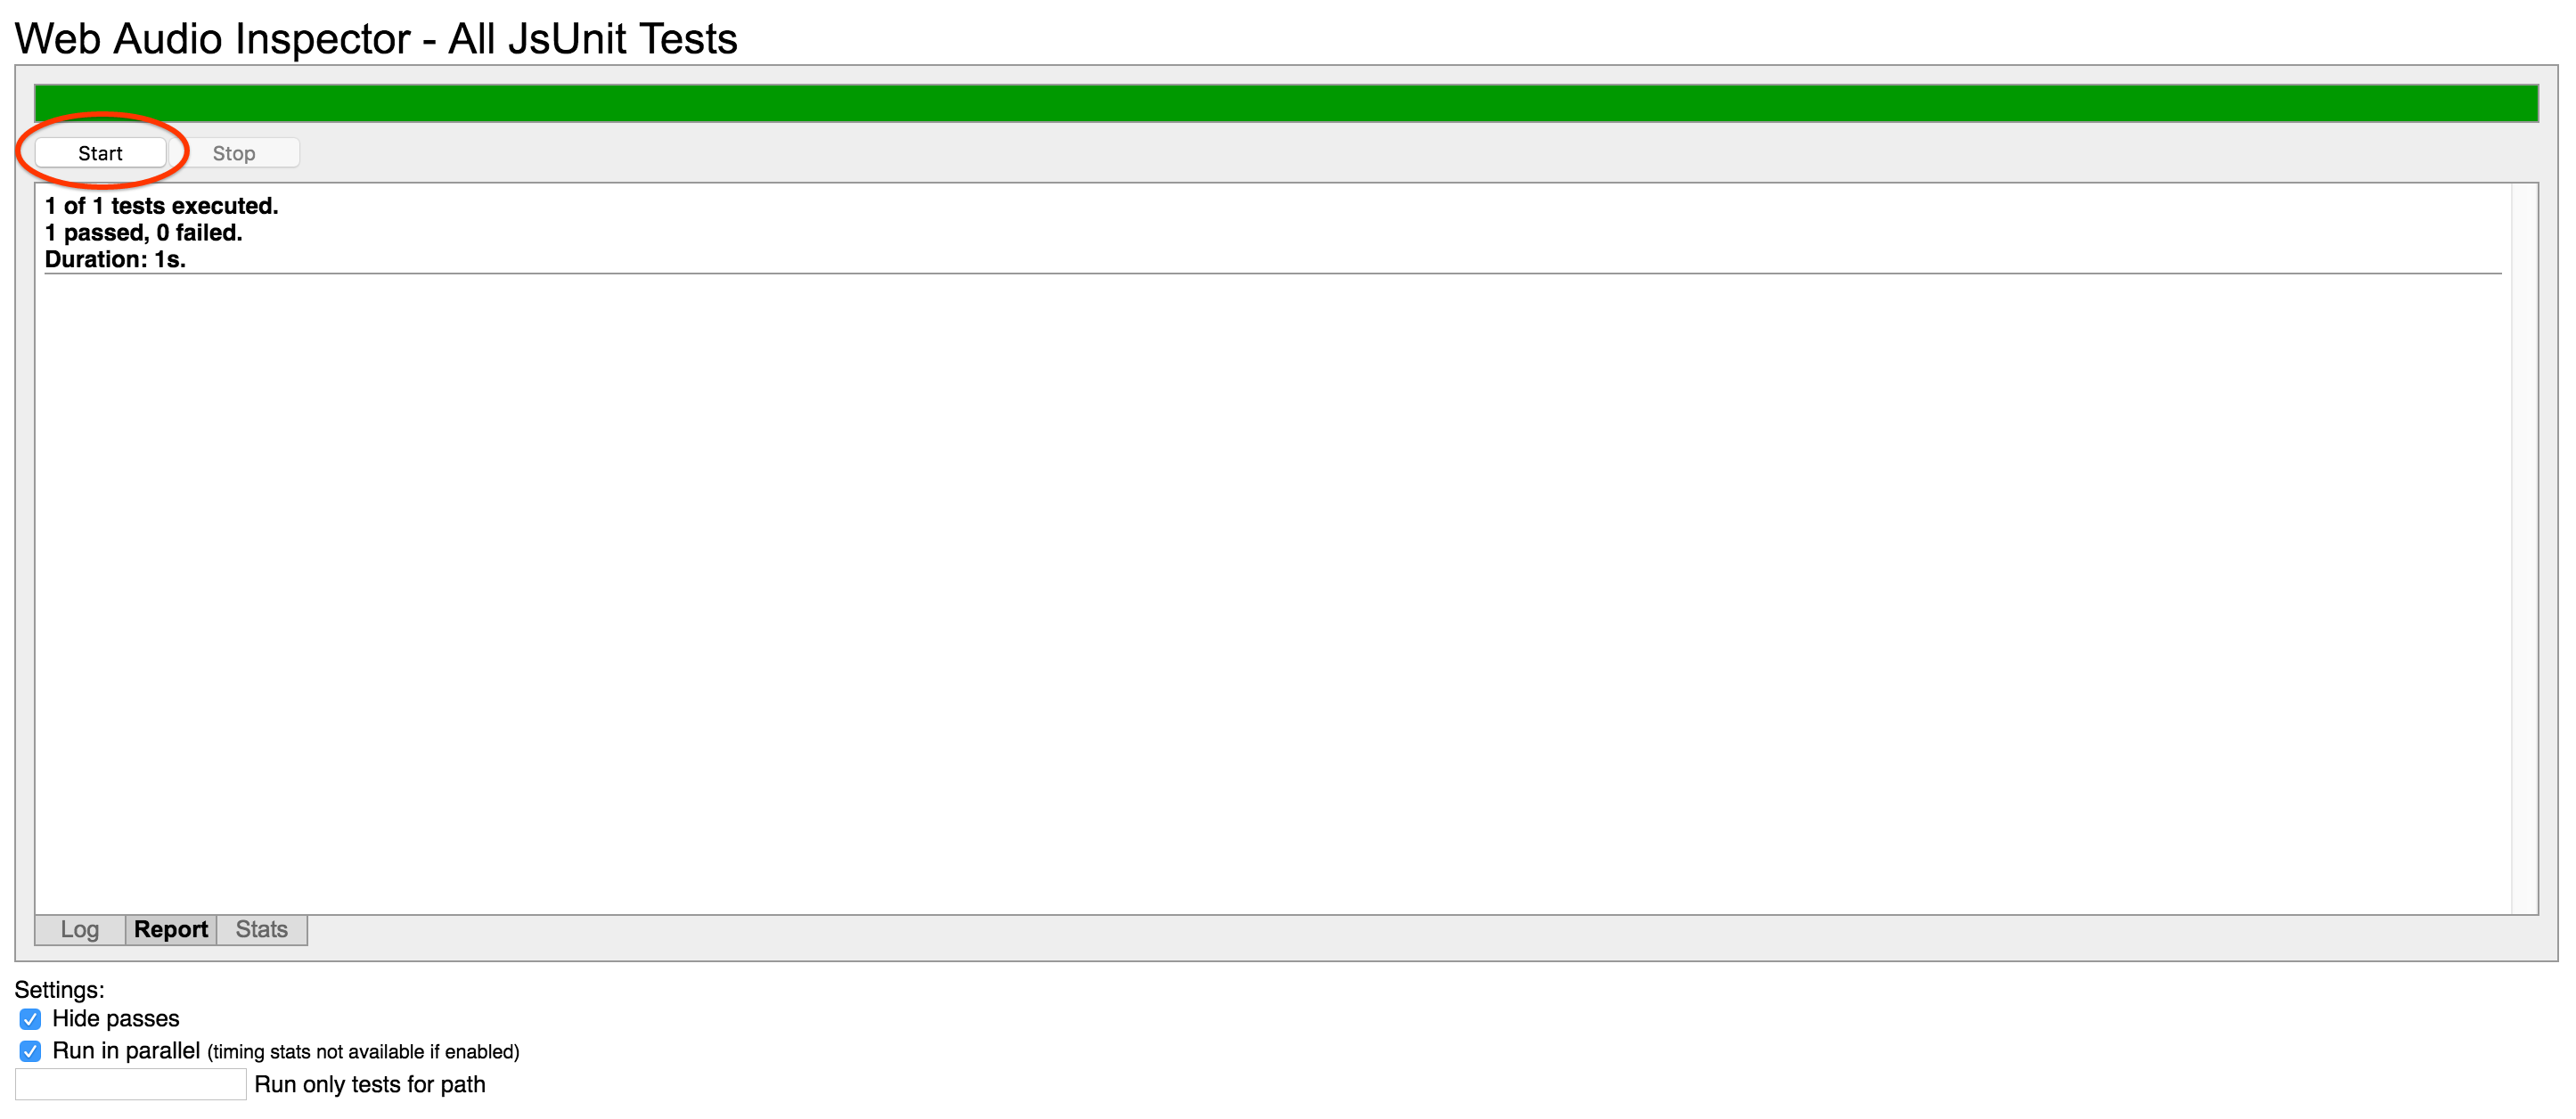 Web Audio Inspector - All JsUnit Tests
Start Stop
1 of 1 tests executed.
1 passed, 0 failed.
Duration: 1s.
Log Report Stats
Settings:
Hide passes
Run in parallel (timing stats not available if enabled)
Run only tests for path